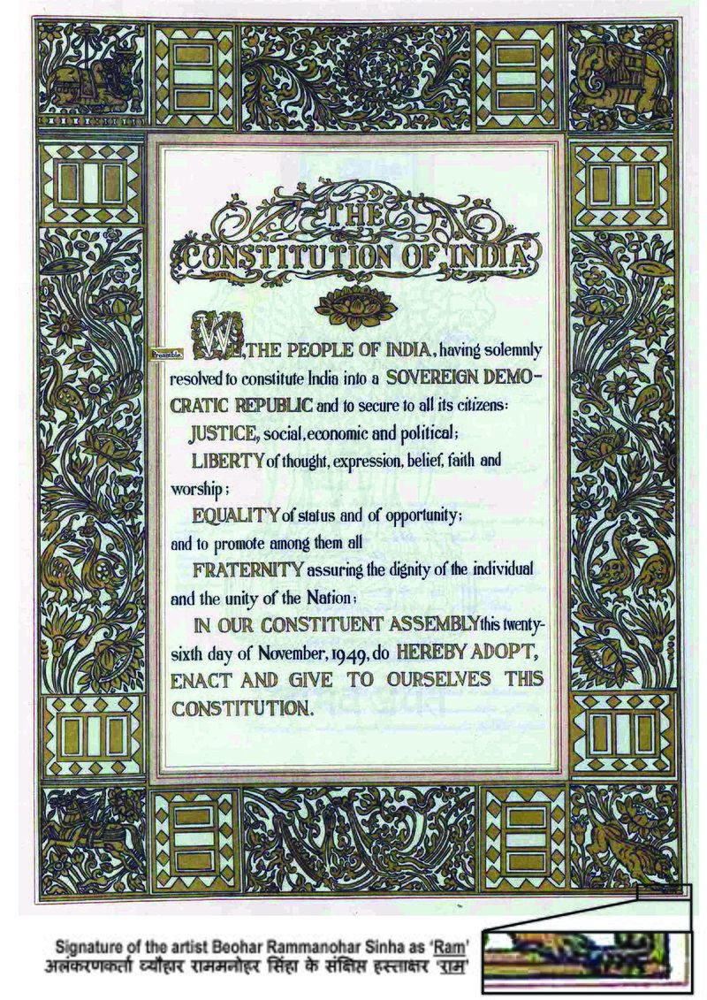 THE
CONSTITUTION OF INDIA
Preamble.
WE, THE PEOPLE OF INDIA, having solemnly
resolved to constitute India into a SOVEREIGN DEMO-
CRATIC REPUBLIC and to secure to all its citizens:
JUSTICE, social, economic and political;
LIBERTY of thought, expression, belief, faith and
worship;
EQUALITY of status and of opportunity;
and to promote among them all
FRATERNITY assuring the dignity of the individual
and the unity of the Nation;
IN OUR CONSTITUENT ASSEMBLY this twenty-
sixth day of November, 1949, do HEREBY ADOPT,
ENACT AND GIVE TO OURSELVES THIS
CONSTITUTION.
Signature of the artist Beohar Rammanohar Sinha as ‘Ram’
अलंकरणकर्ता ब्यौहार राममनोहर सिंहा के संक्षिप्त हस्ताक्षर ‘राम’